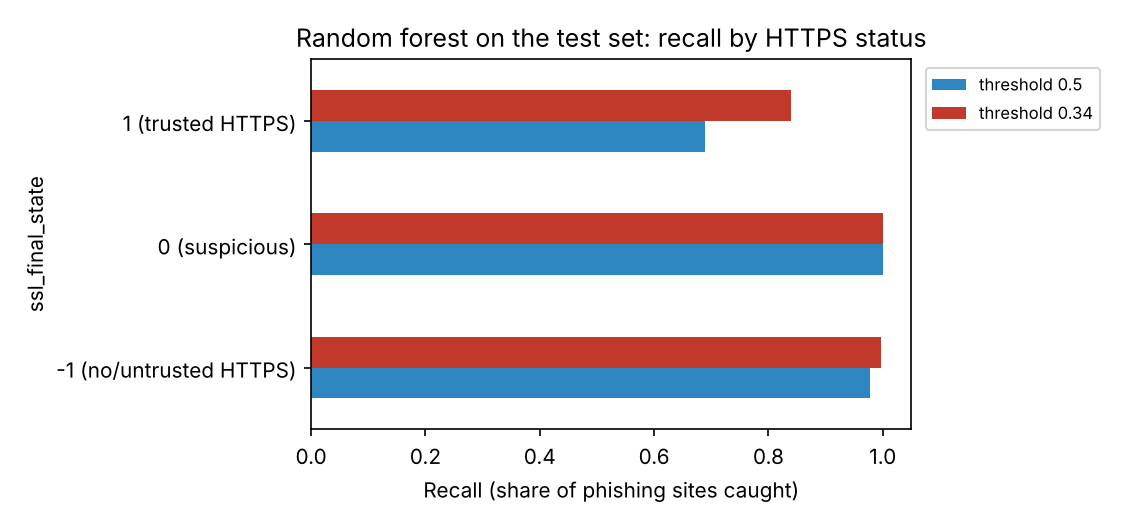 Random forest on the test set: recall by HTTPS status
threshold 0.5
threshold 0.34
ssl_final_state
1 (trusted HTTPS)
0 (suspicious)
-1 (no/untrusted HTTPS)
0.0 0.2 0.4 0.6 0.8 1.0
Recall (share of phishing sites caught)